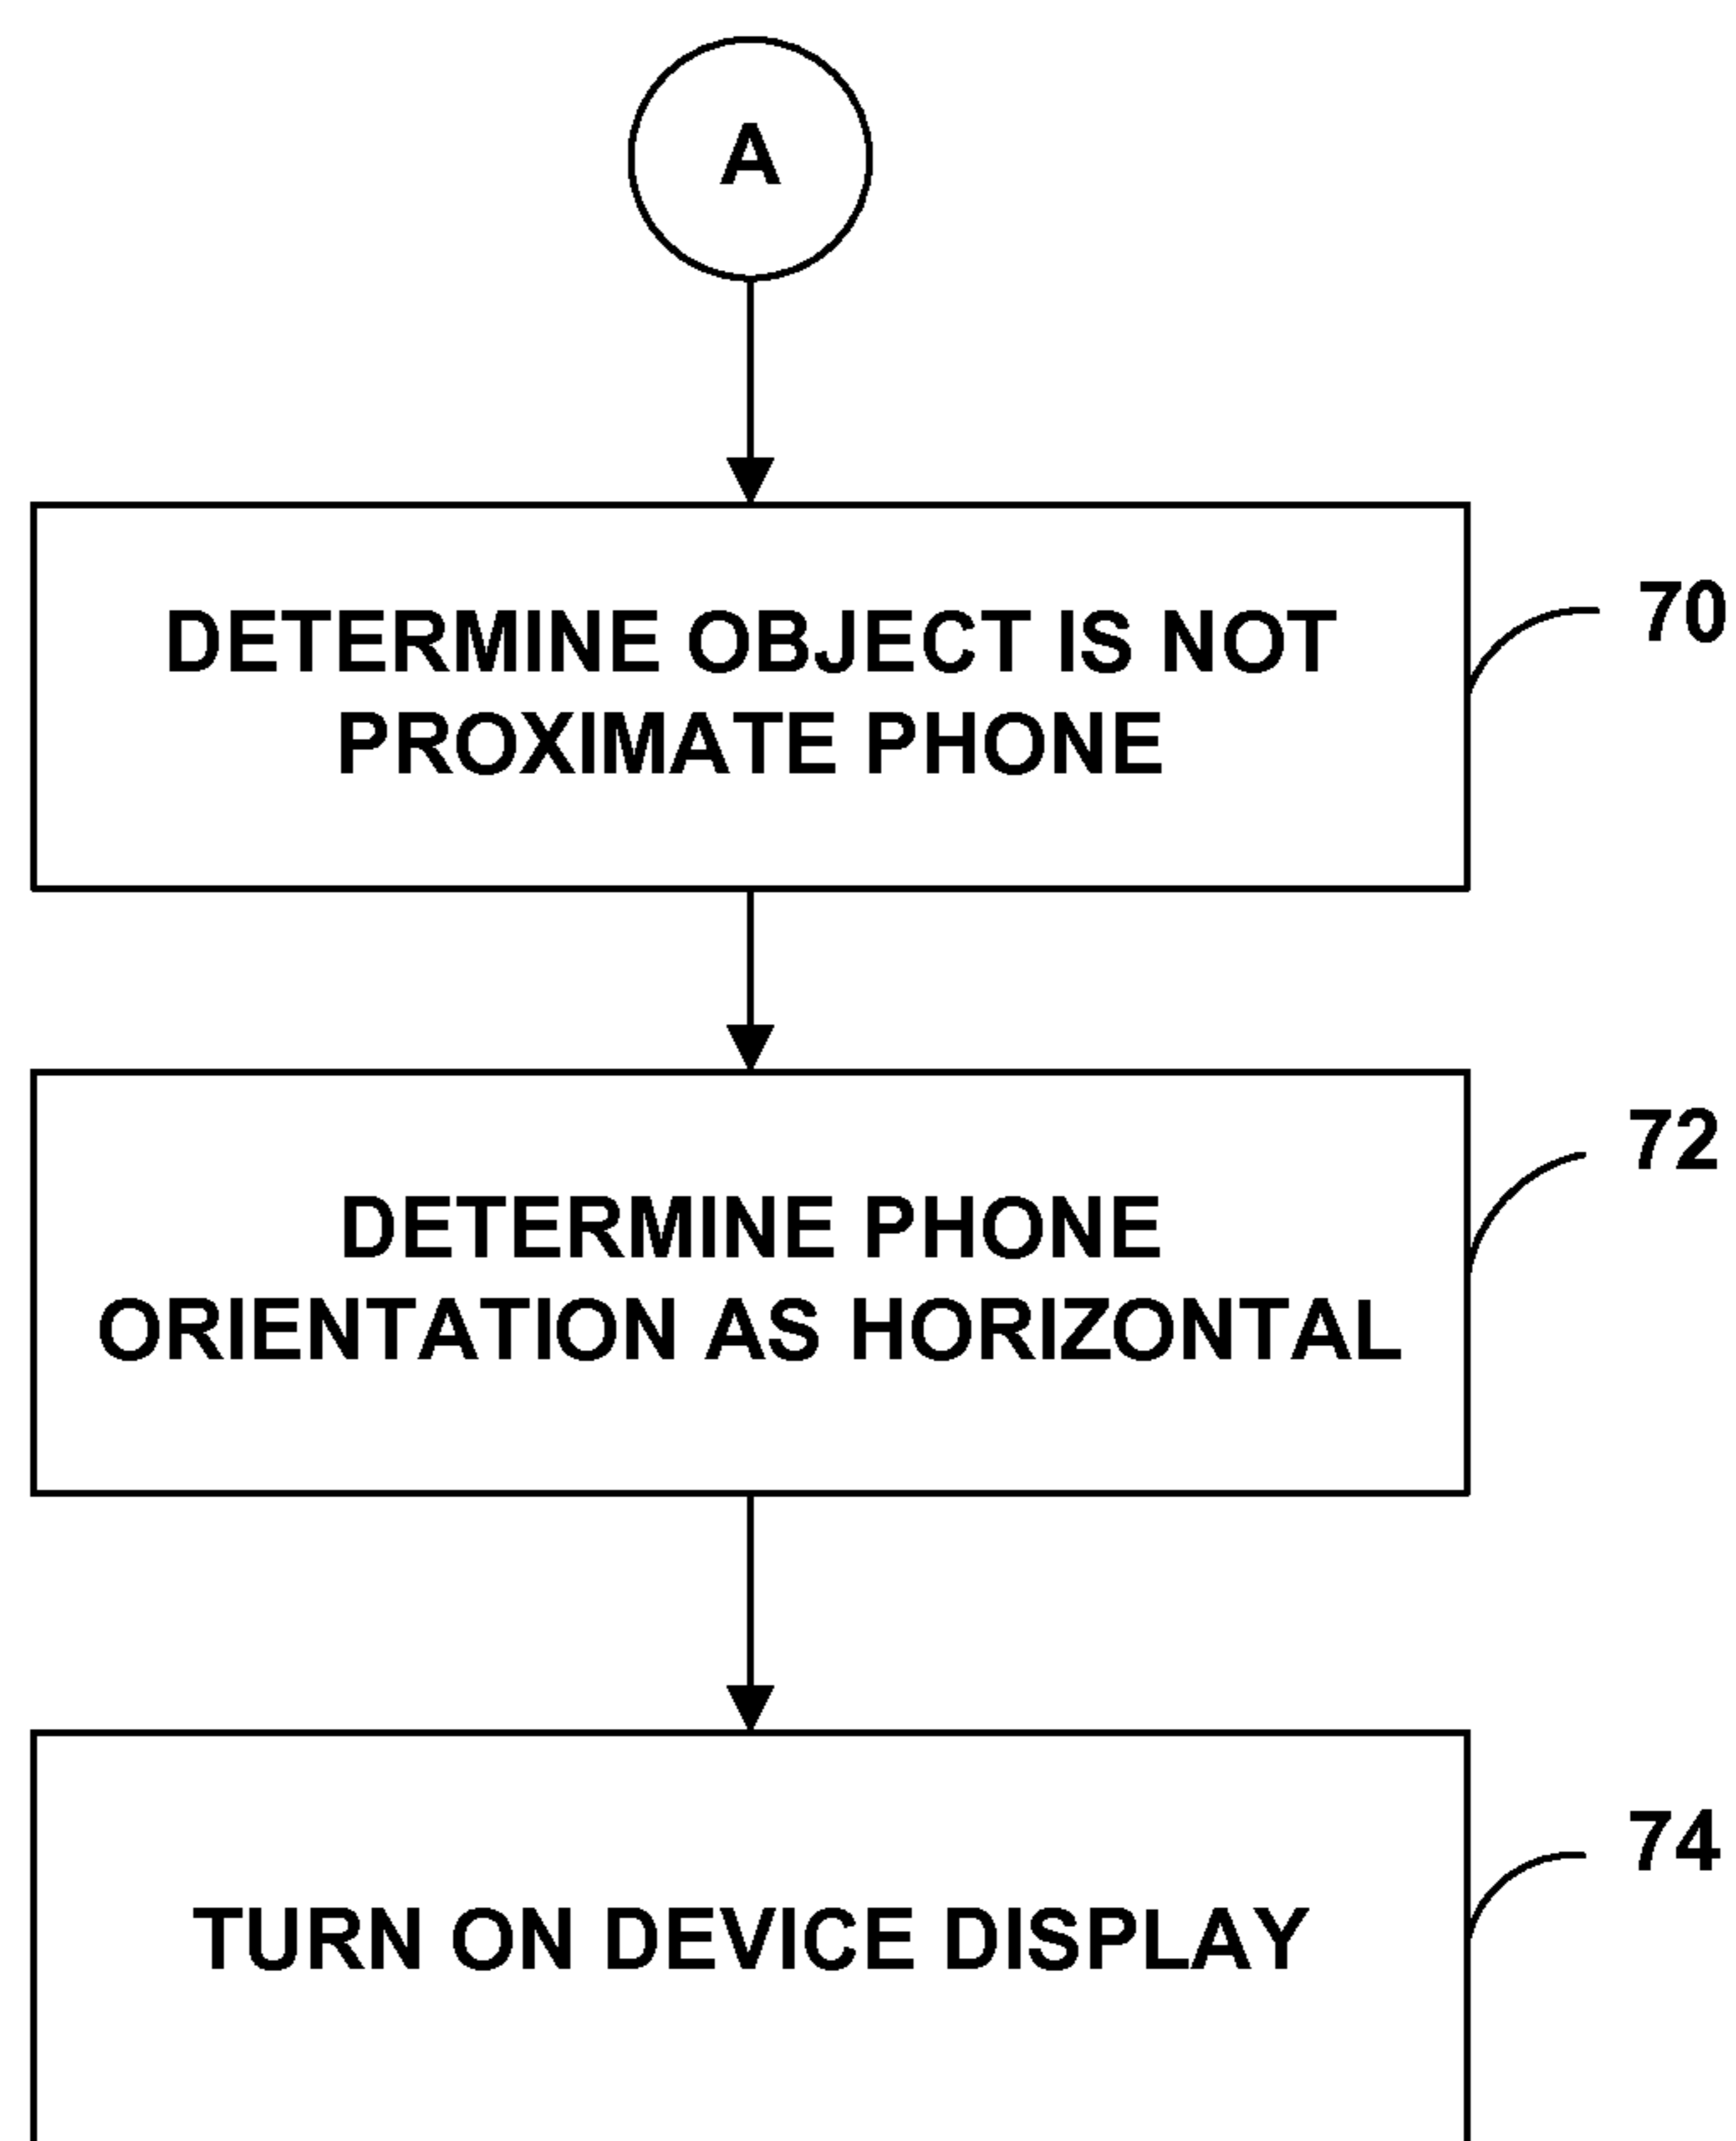 A
DETERMINE OBJECT IS NOT
PROXIMATE PHONE
70
DETERMINE PHONE
ORIENTATION AS HORIZONTAL
72
TURN ON DEVICE DISPLAY
74